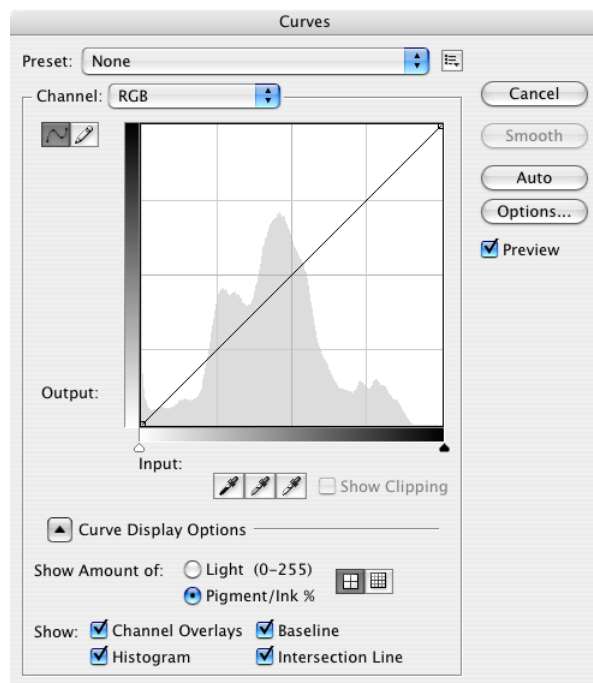 Curves
Preset: None
Channel: RGB
Cancel
Smooth
Auto
Options...
Preview
Output:
Input:
Show Clipping
Curve Display Options
Show Amount of: Light (0-255)
Pigment/Ink %
Show: Channel Overlays Baseline
Histogram Intersection Line